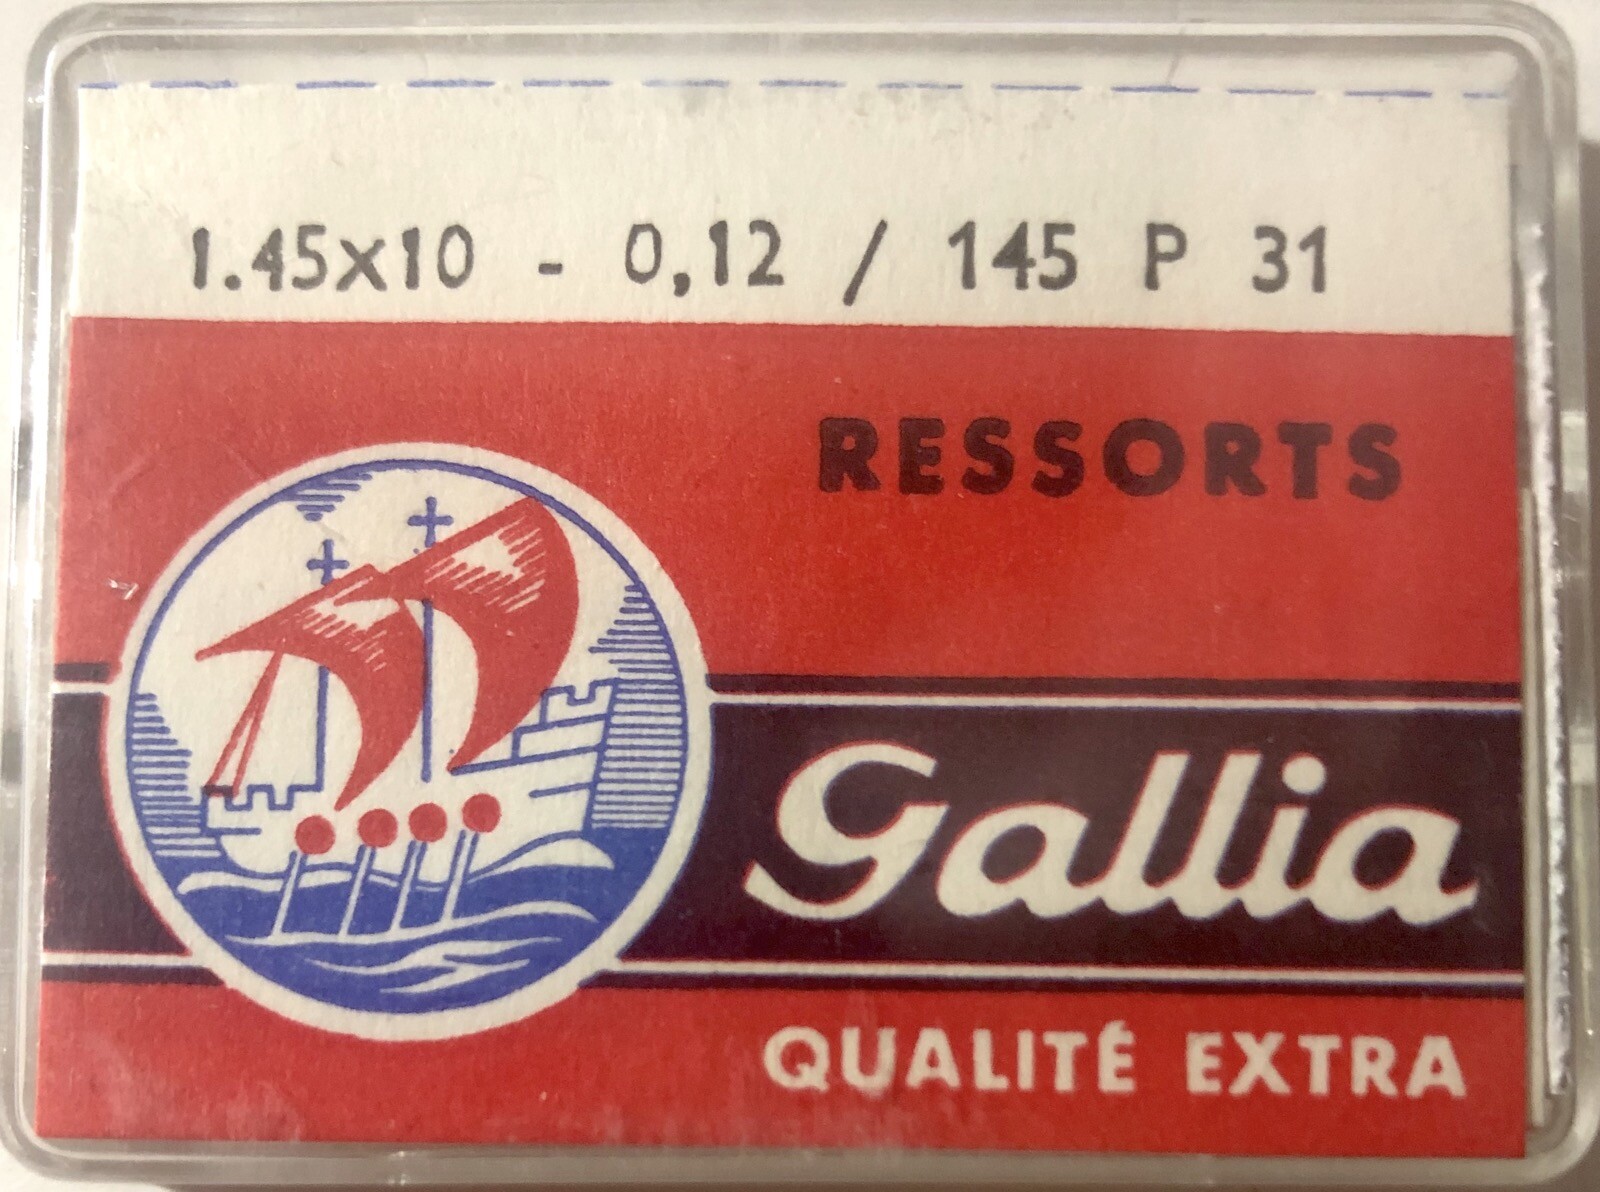 1.45x10 - 0,12 / 145 P 31
RESSORTS
Gallia
QUALITÉ EXTRA